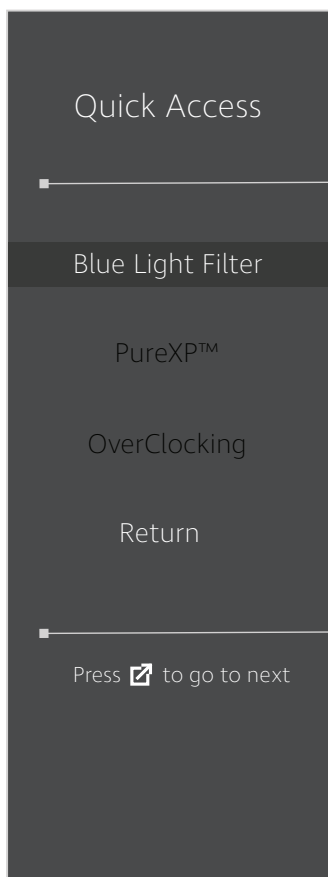 Quick Access
Blue Light Filter
PureXP™
OverClocking
Return
Press to go to next